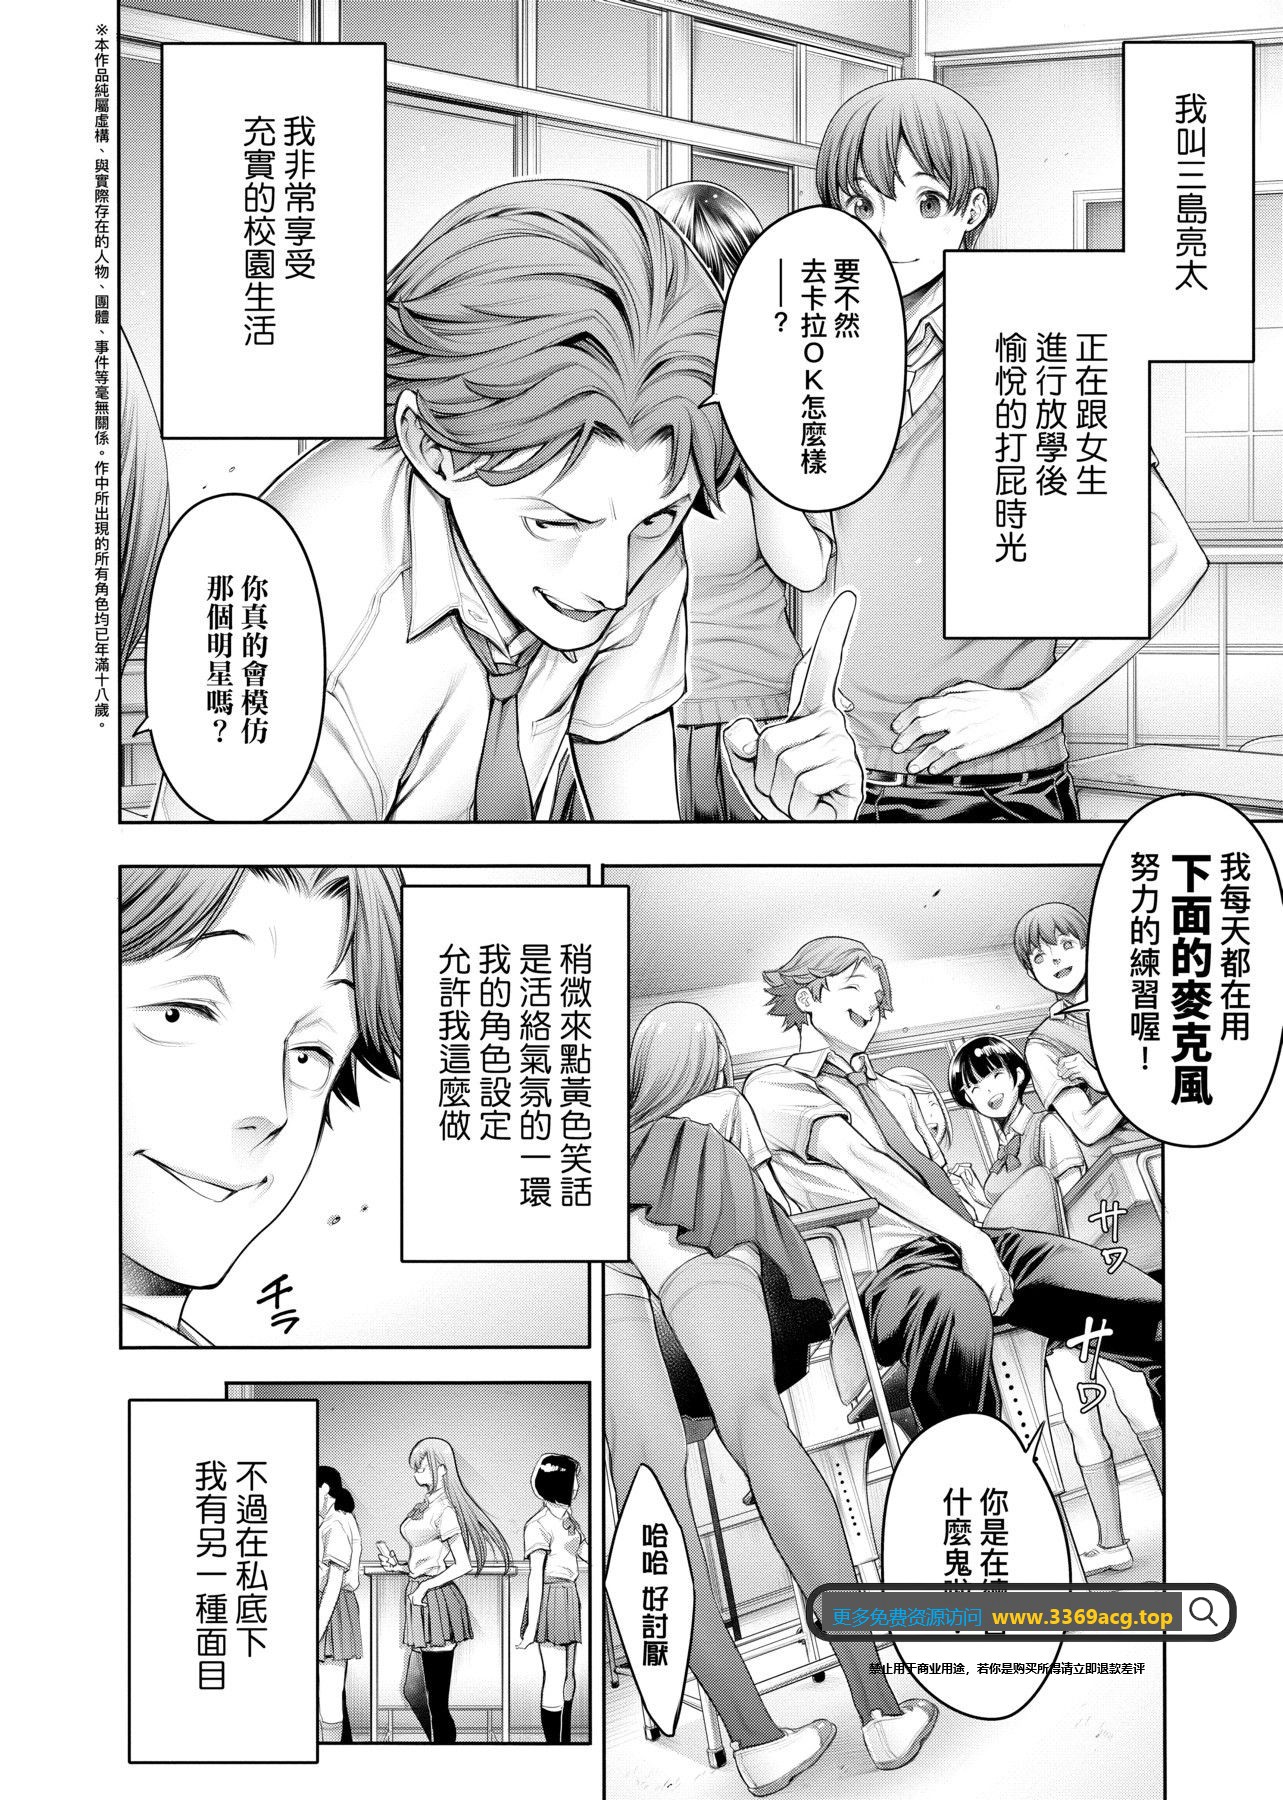 我叫三島亮太
正在跟女生
進行放學後
愉悅的打屁時光
要不然
去卡拉OK怎麼樣
——？
我非常享受
充實的校園生活
你真的會模仿
那個明星嗎？
※本作品純屬虛構、與實際存在的人物、團體、事件等毫無關係。作中所出現的所有角色均已年滿十八歲。
我每天都在用
下面的麥克風
努力的練習喔！
サワ
サワ
你是在
什麼鬼
哈哈 好討厭
稍微來點黃色笑話
是活絡氣氛的一環
我的角色設定
允許我這麼做
チラ
不過在私底下
我有另一種面目
更多免费资源访问 www.3369acg.top
禁止用于商业用途，若你是购买所得请立即退款差评